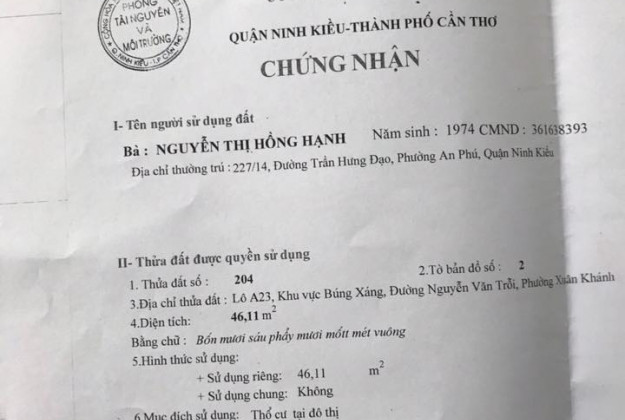 PHÒNG
TÀI NGUYÊN
VÀ
MÔI TRƯỜNG
QUẬN NINH KIỀU-THÀNH PHỐ CẦN THƠ
CHỨNG NHẬN
I- Tên người sử dụng đất
Bà : NGUYỄN THỊ HỒNG HẠNH Năm sinh : 1974 CMND : 361638393
Địa chỉ thường trú : 227/14, Đường Trần Hưng Đạo, Phường An Phú, Quận Ninh Kiều
II- Thửa đất được quyền sử dụng
1. Thửa đất số : 204 2.Tờ bản đồ số : 2
3.Địa chỉ thửa đất : Lô A23, Khu vực Búng Xáng, Đường Nguyễn Văn Trỗi, Phường Xuân Khánh
4.Diện tích: 46,11 m²
Bằng chữ : Bốn mươi sáu phẩy mươi mốtt mét vuông
5.Hình thức sử dụng:
+ Sử dụng riêng: 46,11 m²
+ Sử dụng chung: Không
6.Mục đích sử dụng: Thổ cư tại đô thị